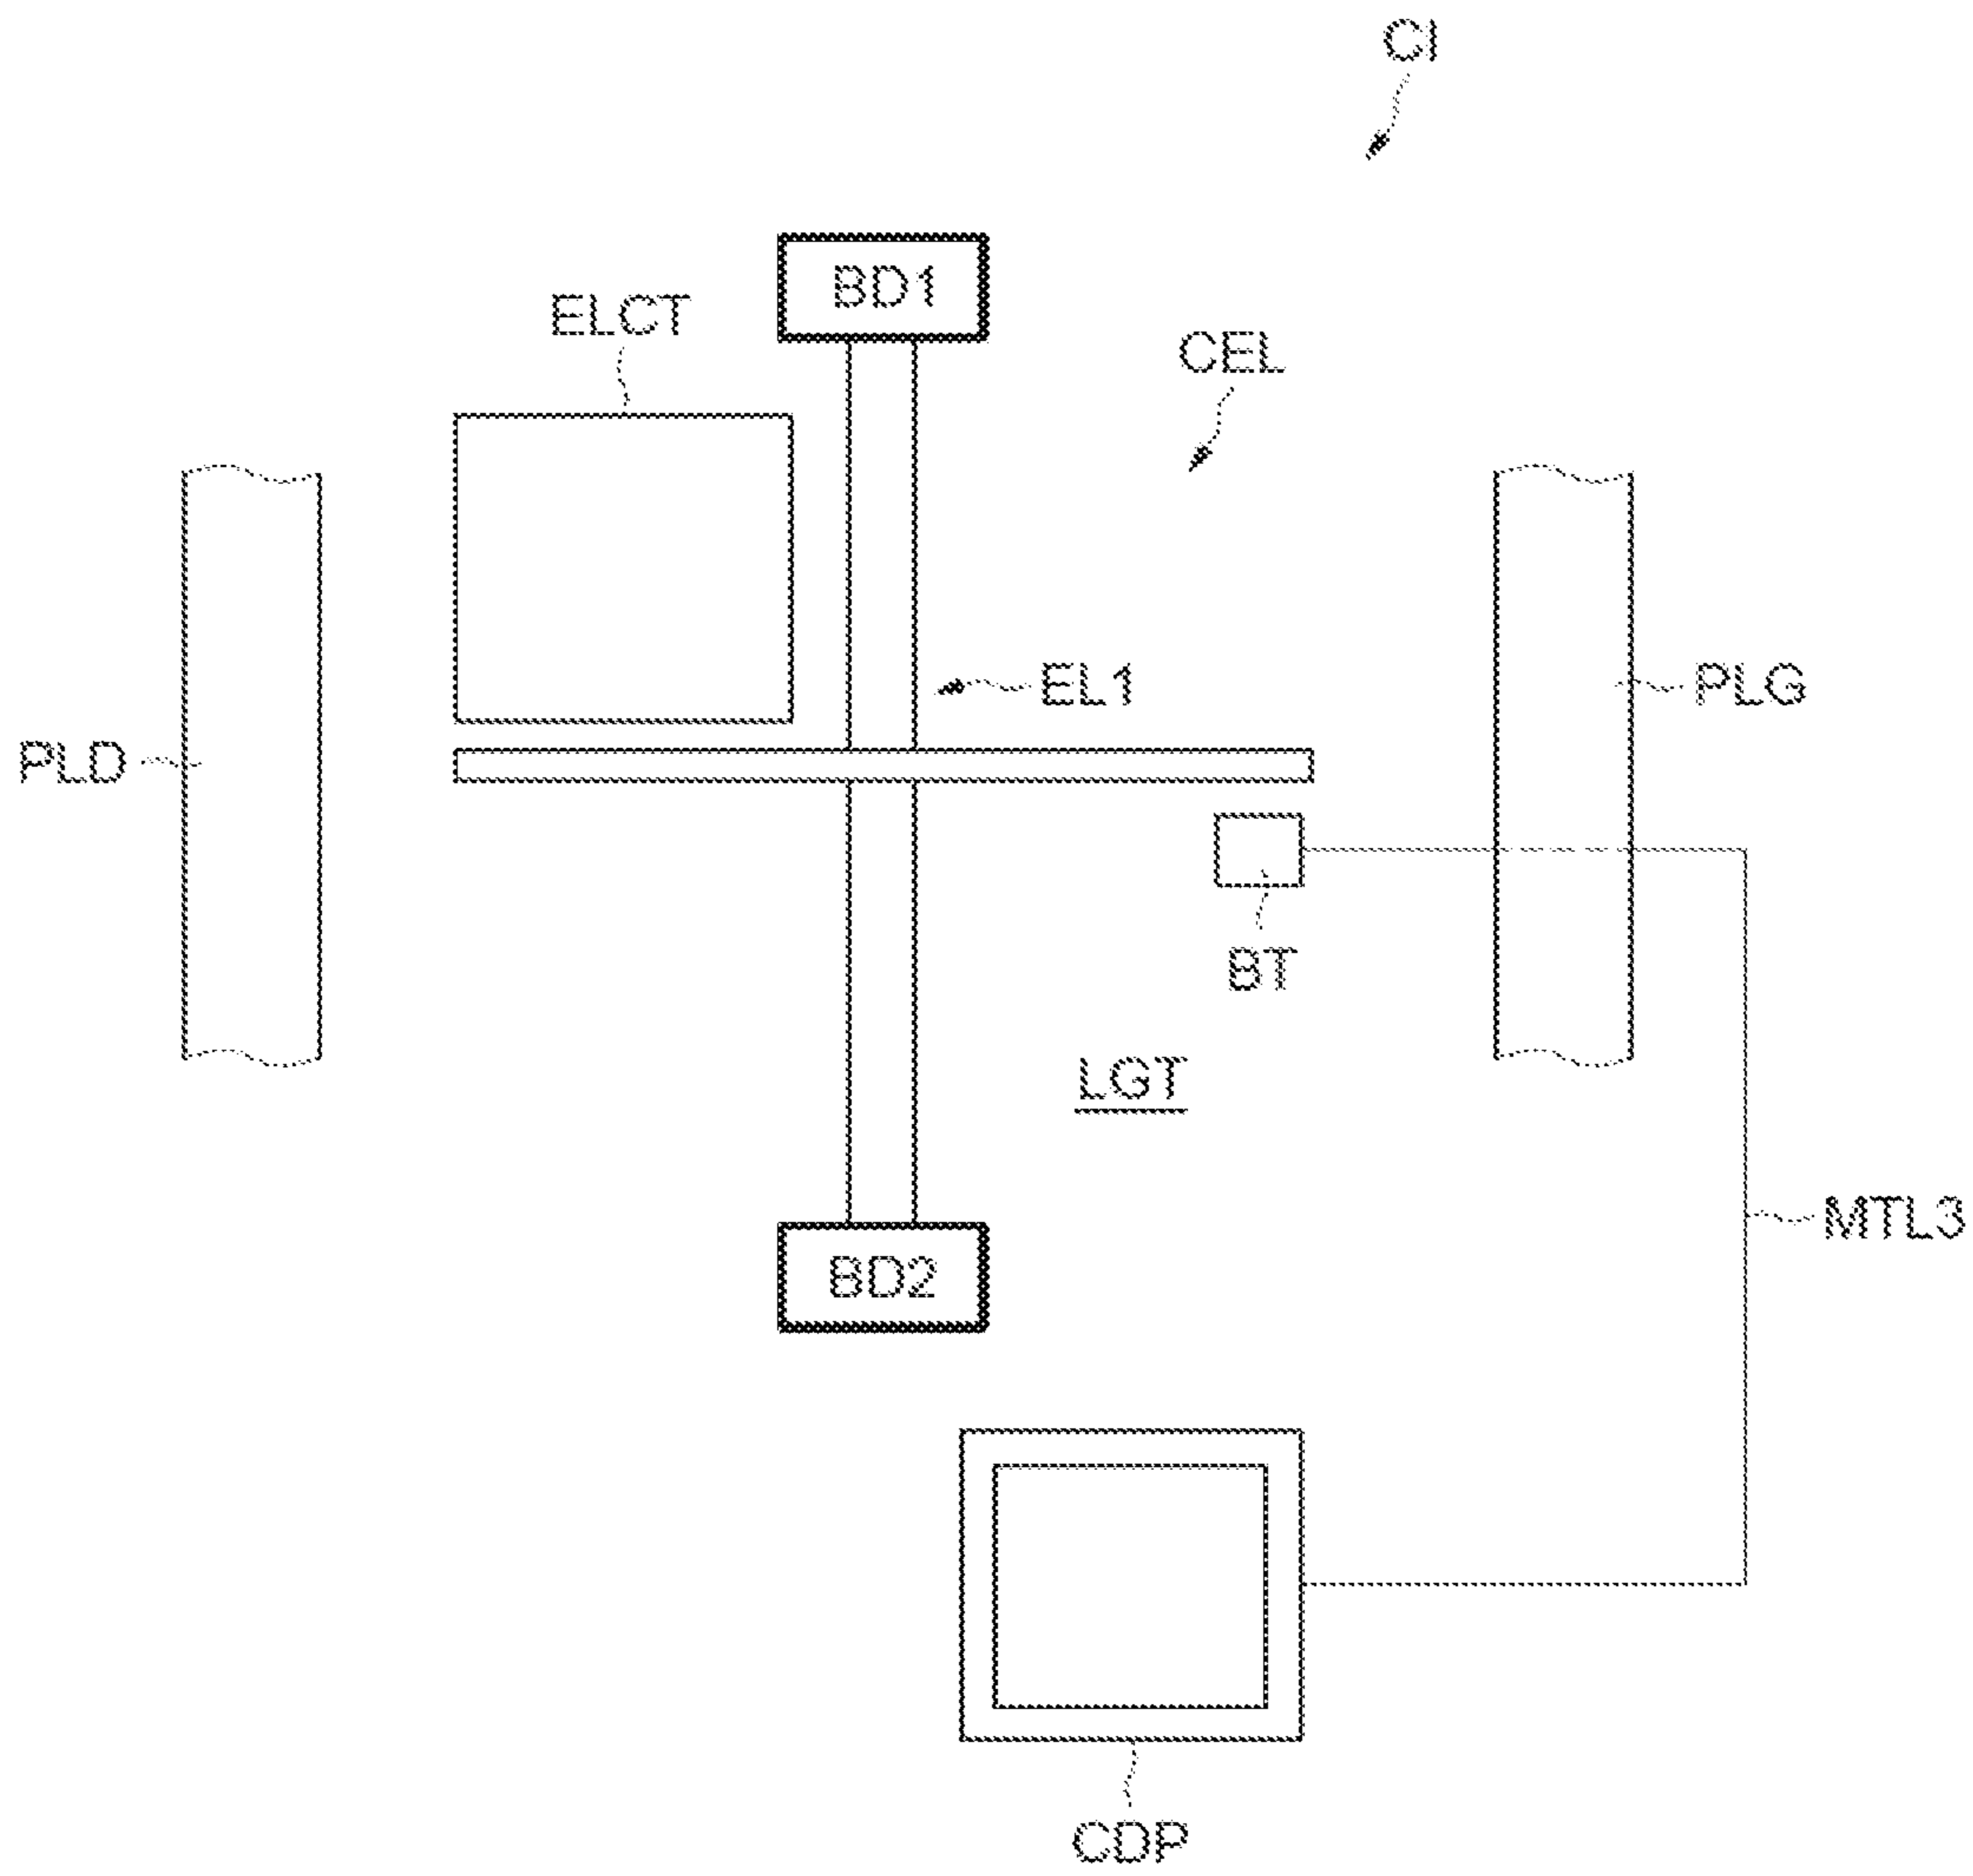 CI
BD1
ELCT
CEL
EL1
PLG
PLD
BT
LGT
MTL3
BD2
CDP